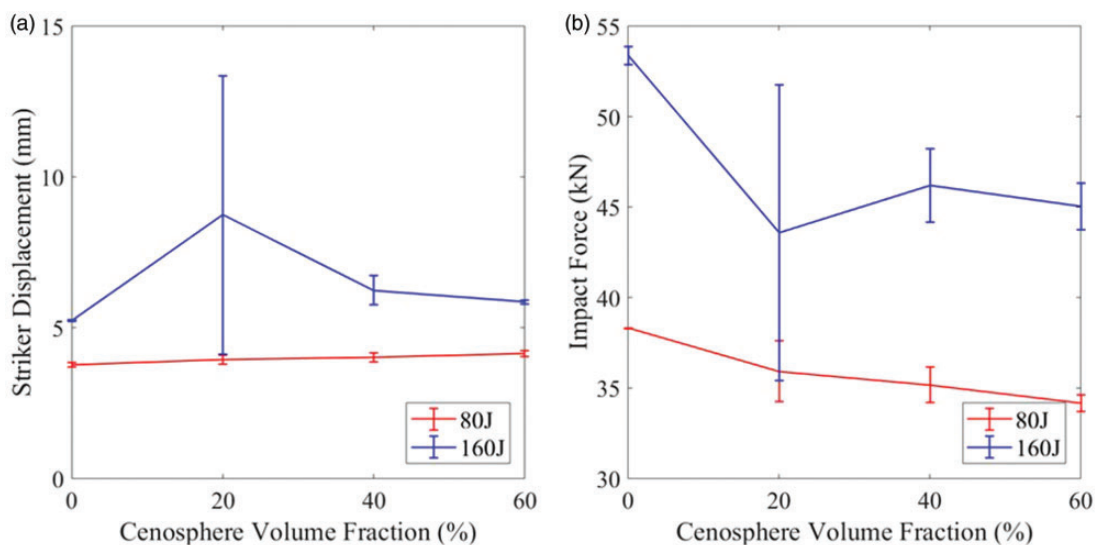 (a)
15
10
5
0
Striker Displacement (mm)
0 20 40 60
Cenosphere Volume Fraction (%)
80J
160J
(b)
55
50
45
40
35
30
Impact Force (kN)
0 20 40 60
Cenosphere Volume Fraction (%)
80J
160J